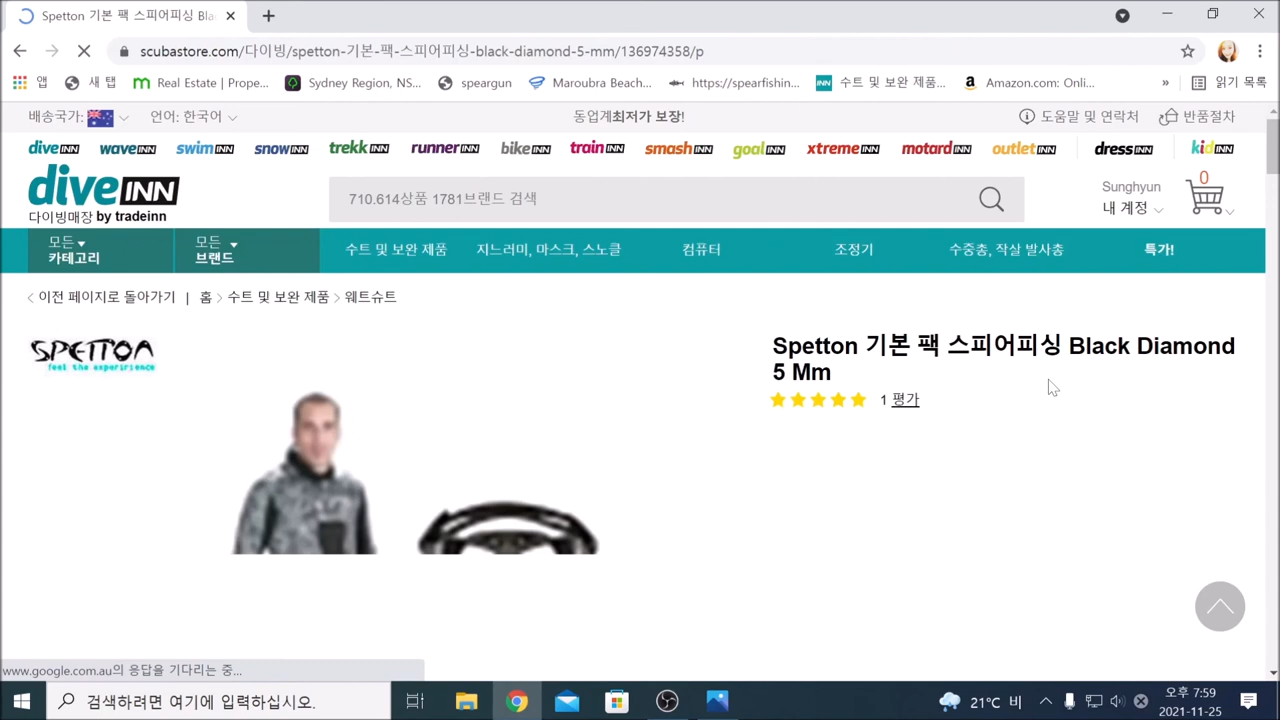 Spetton 기본 팩 스피어피싱 Bla
scubastore.com/다이빙/spetton-기본-팩-스피어피싱-black-diamond-5-mm/136974358/p
앱 새 탭 Real Estate | Prope... Sydney Region, NS... speargun Maroubra Beach... https://spearfishin... INN 수트 및 보완 제품... Amazon.com: Onli... » 읽기 목록
배송국가: 언어: 한국어 동업계최저가 보장! 도움말 및 연락처 반품절차
diveINN waveINN swimINN snowINN trekkINN runnerINN bikeINN trainINN smashINN goalINN xtremeINN motardINN outletINN dressINN kidINN
diveINN
다이빙매장 by tradeinn
710.614상품 1781브랜드 검색
Sunghyun
내 계정
0
모든 카테고리
모든 브랜드
수트 및 보완 제품 지느러미, 마스크, 스노클 컴퓨터 조정기 수중총, 작살 발사총 특가!
이전 페이지로 돌아가기 | 홈 > 수트 및 보완 제품 > 웨트슈트
SPETTON
feel the experirience
Spetton 기본 팩 스피어피싱 Black Diamond
5 Mm
1 평가
www.google.com.au의 응답을 기다리는 중...
검색하려면 여기에 입력하십시오.
21°C 비
오후 7:59
2021-11-25